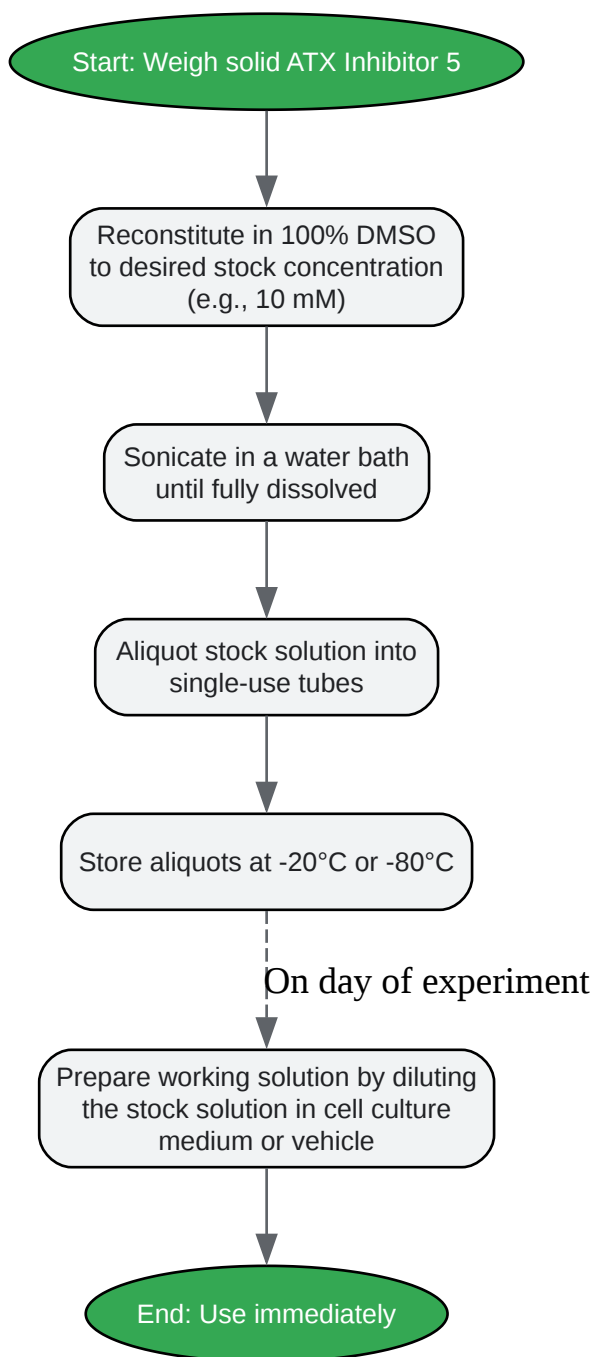 Start: Weigh solid ATX Inhibitor 5
Reconstitute in 100% DMSO
to desired stock concentration
(e.g., 10 mM)
Sonicate in a water bath
until fully dissolved
Aliquot stock solution into
single-use tubes
Store aliquots at -20°C or -80°C
On day of experiment
Prepare working solution by diluting
the stock solution in cell culture
medium or vehicle
End: Use immediately